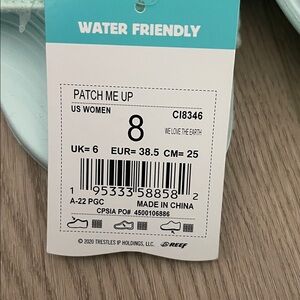 WATER FRIENDLY
PATCH ME UP
US WOMEN
CI8346
8
WE LOVE THE EARTH
UK= 6 EUR= 38.5 CM= 25
1 95333 58858 2
A-22 PGC MADE IN CHINA
CPSIA PO# 4500106886
© 2020 TRESTLES IP HOLDINGS, LLC. REEF